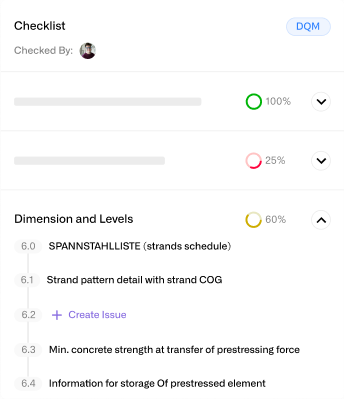 Checklist
DQM
Checked By:
100%
25%
Dimension and Levels
60%
6.0 SPANNSTAHLLISTE (strands schedule)
6.1 Strand pattern detail with strand COG
6.2 + Create Issue
6.3 Min. concrete strength at transfer of prestressing force
6.4 Information for storage Of prestressed element